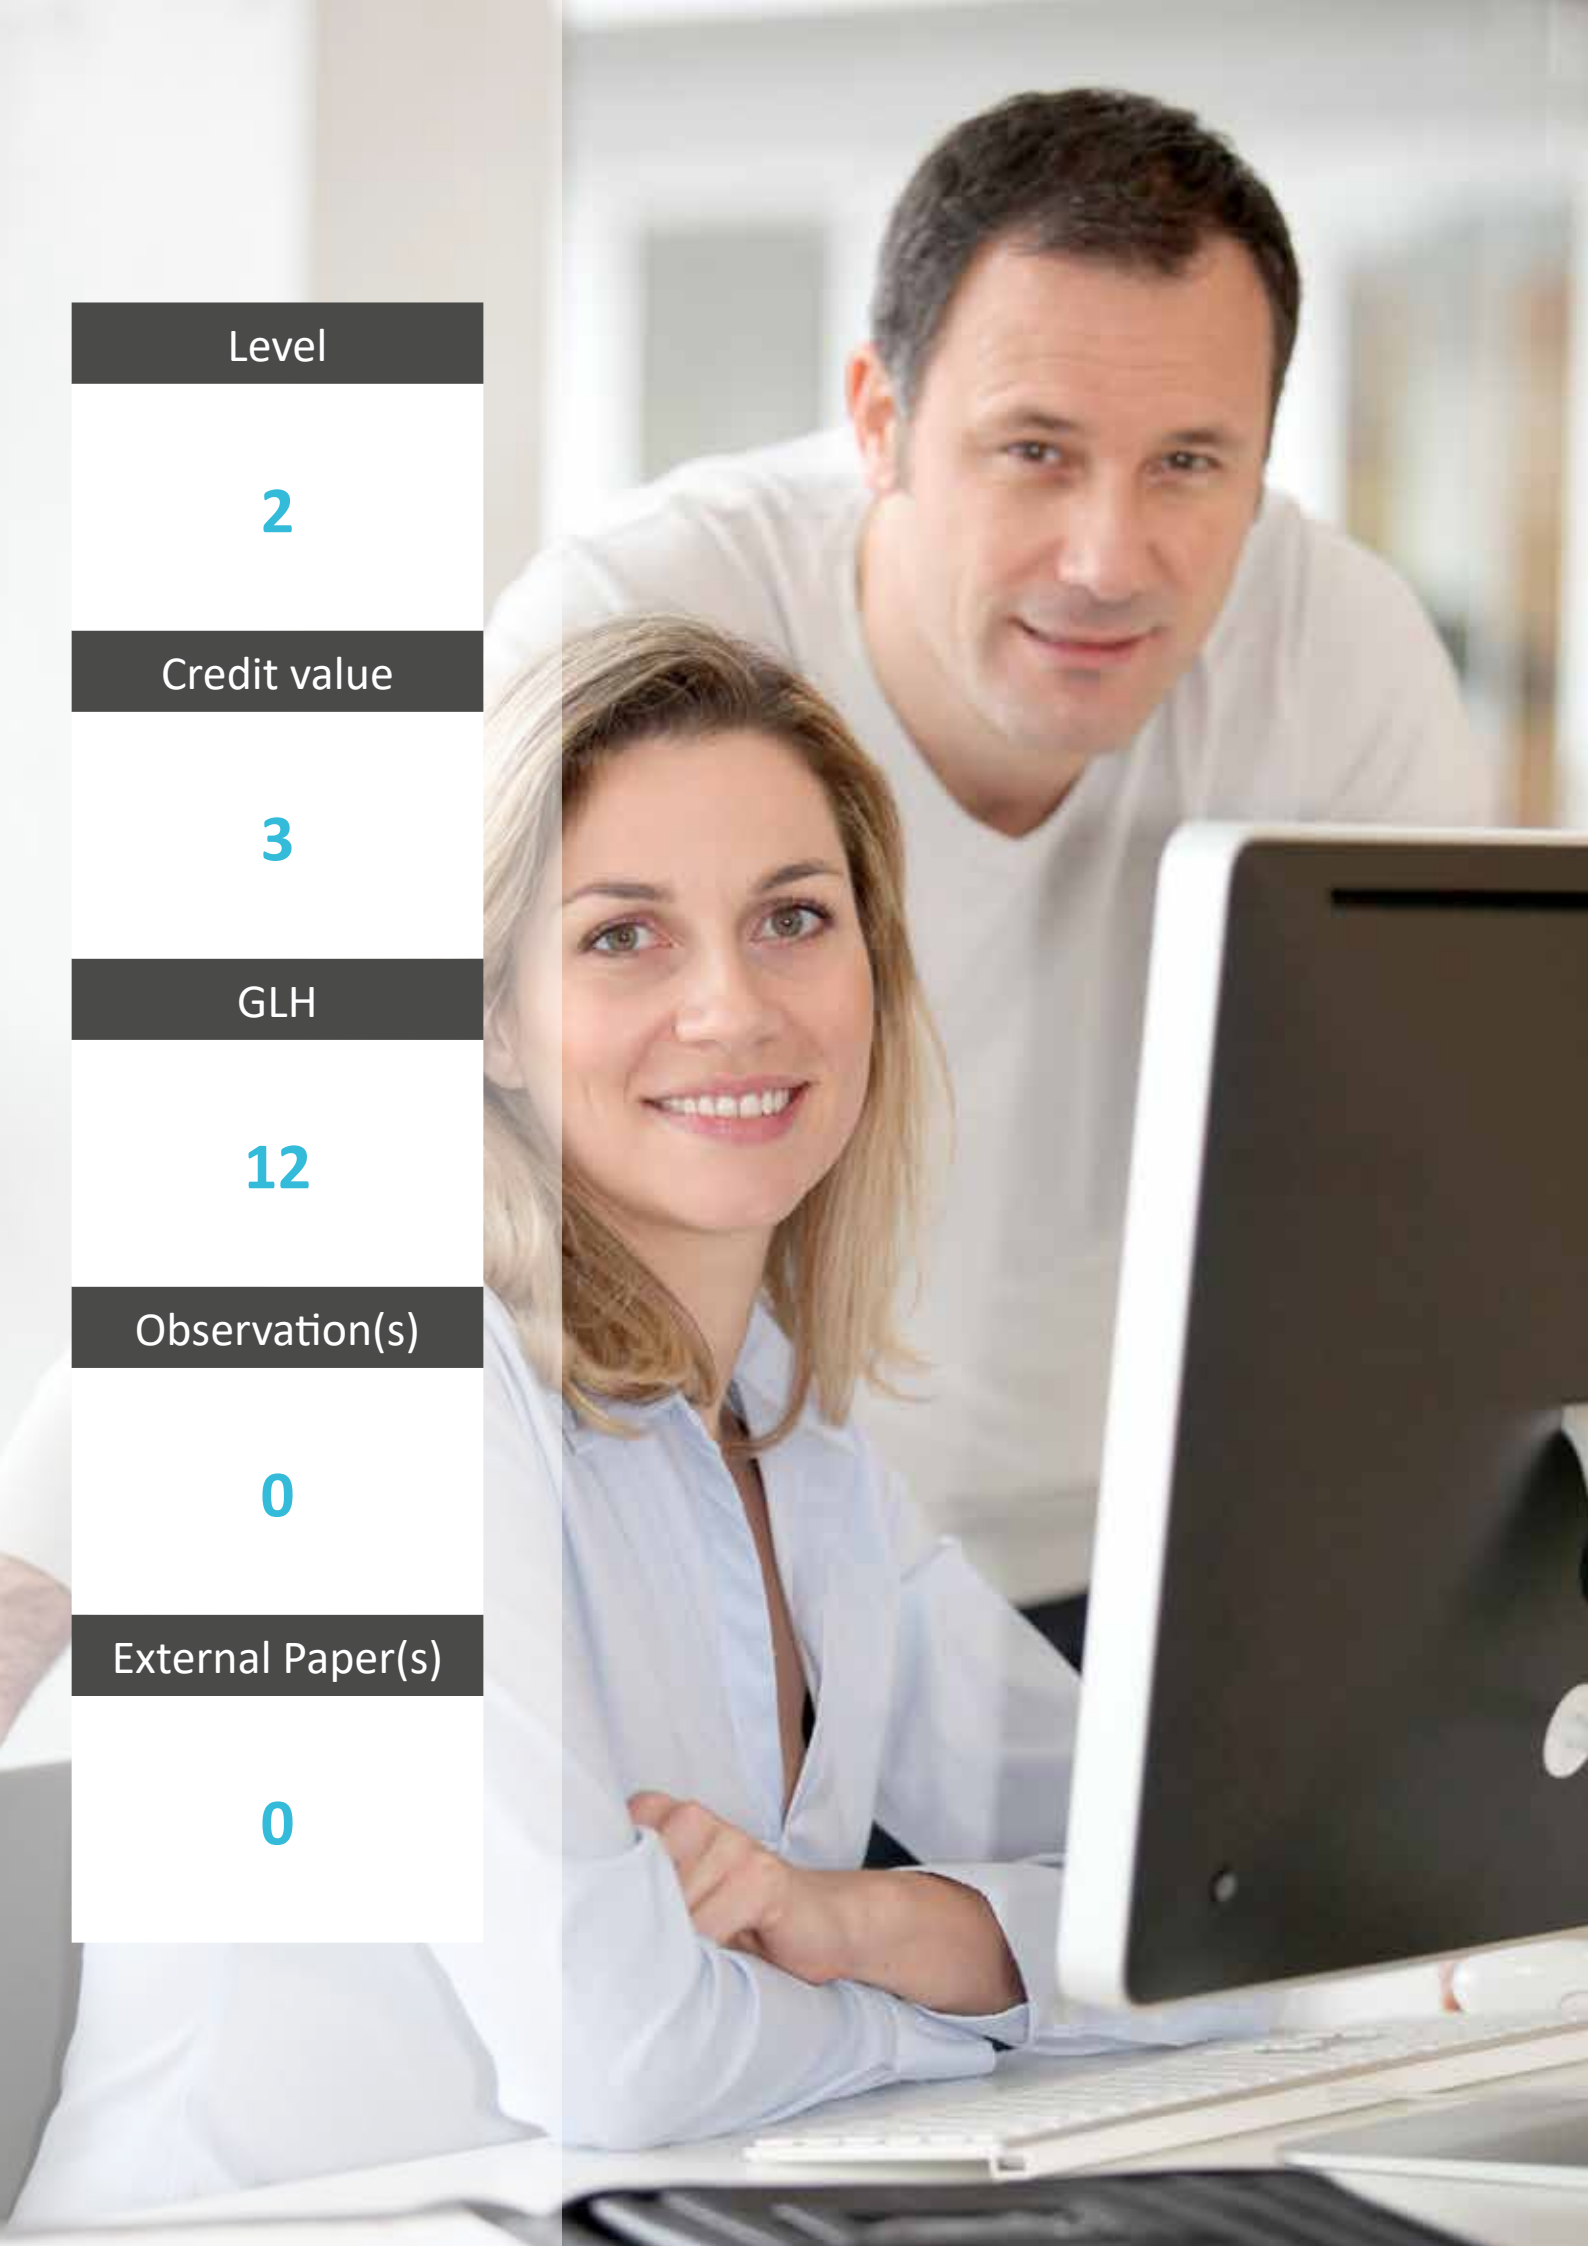 Level
2
Credit value
3
GLH
12
Observation(s)
0
External Paper(s)
0